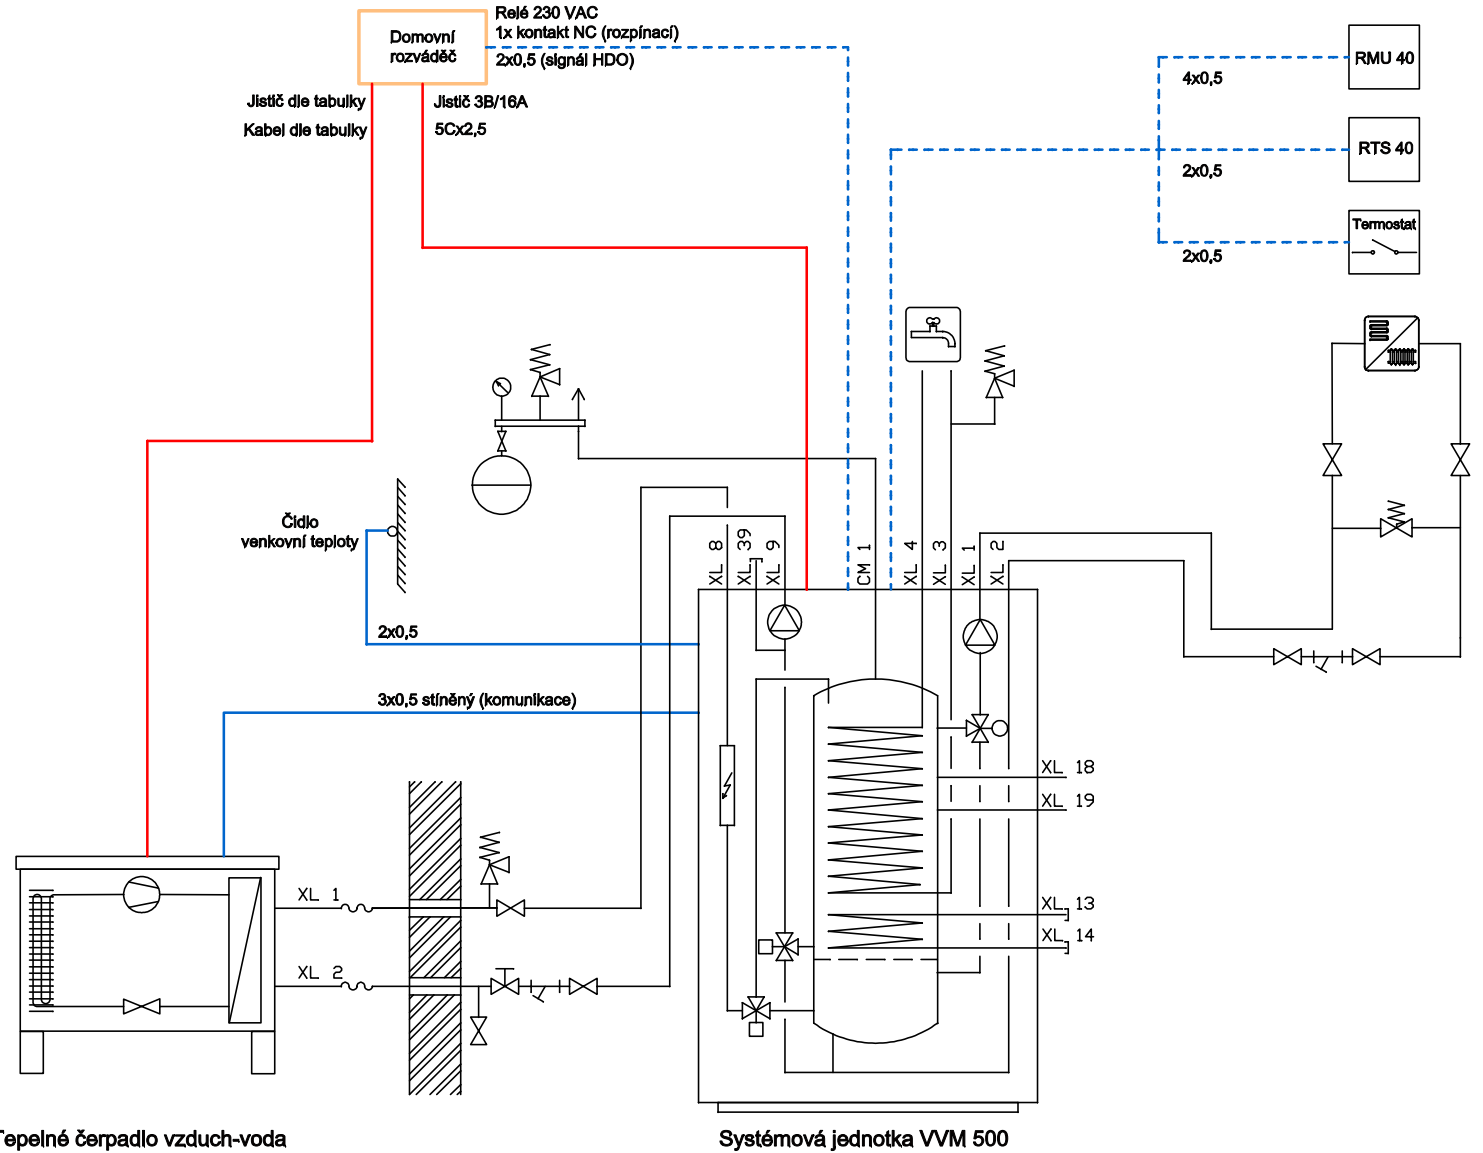 Relé 230 VAC
1x kontakt NC (rozpínací)
2x0,5 (signál HDO)
Domovní
rozváděč
Jistič dle tabulky
Kabel dle tabulky
Jistič 3B/16A
5Cx2,5
RMU 40
4x0,5
RTS 40
2x0,5
Termostat
2x0,5
Čidlo
venkovní teploty
2x0,5
3x0,5 stíněný (komunikace)
XL 8
XL 39
XL 9
CM 1
XL 4
XL 3
XL 1
XL 2
XL 18
XL 19
XL 13
XL 14
XL 1
XL 2
Tepelné čerpadlo vzduch-voda
Systémová jednotka VVM 500